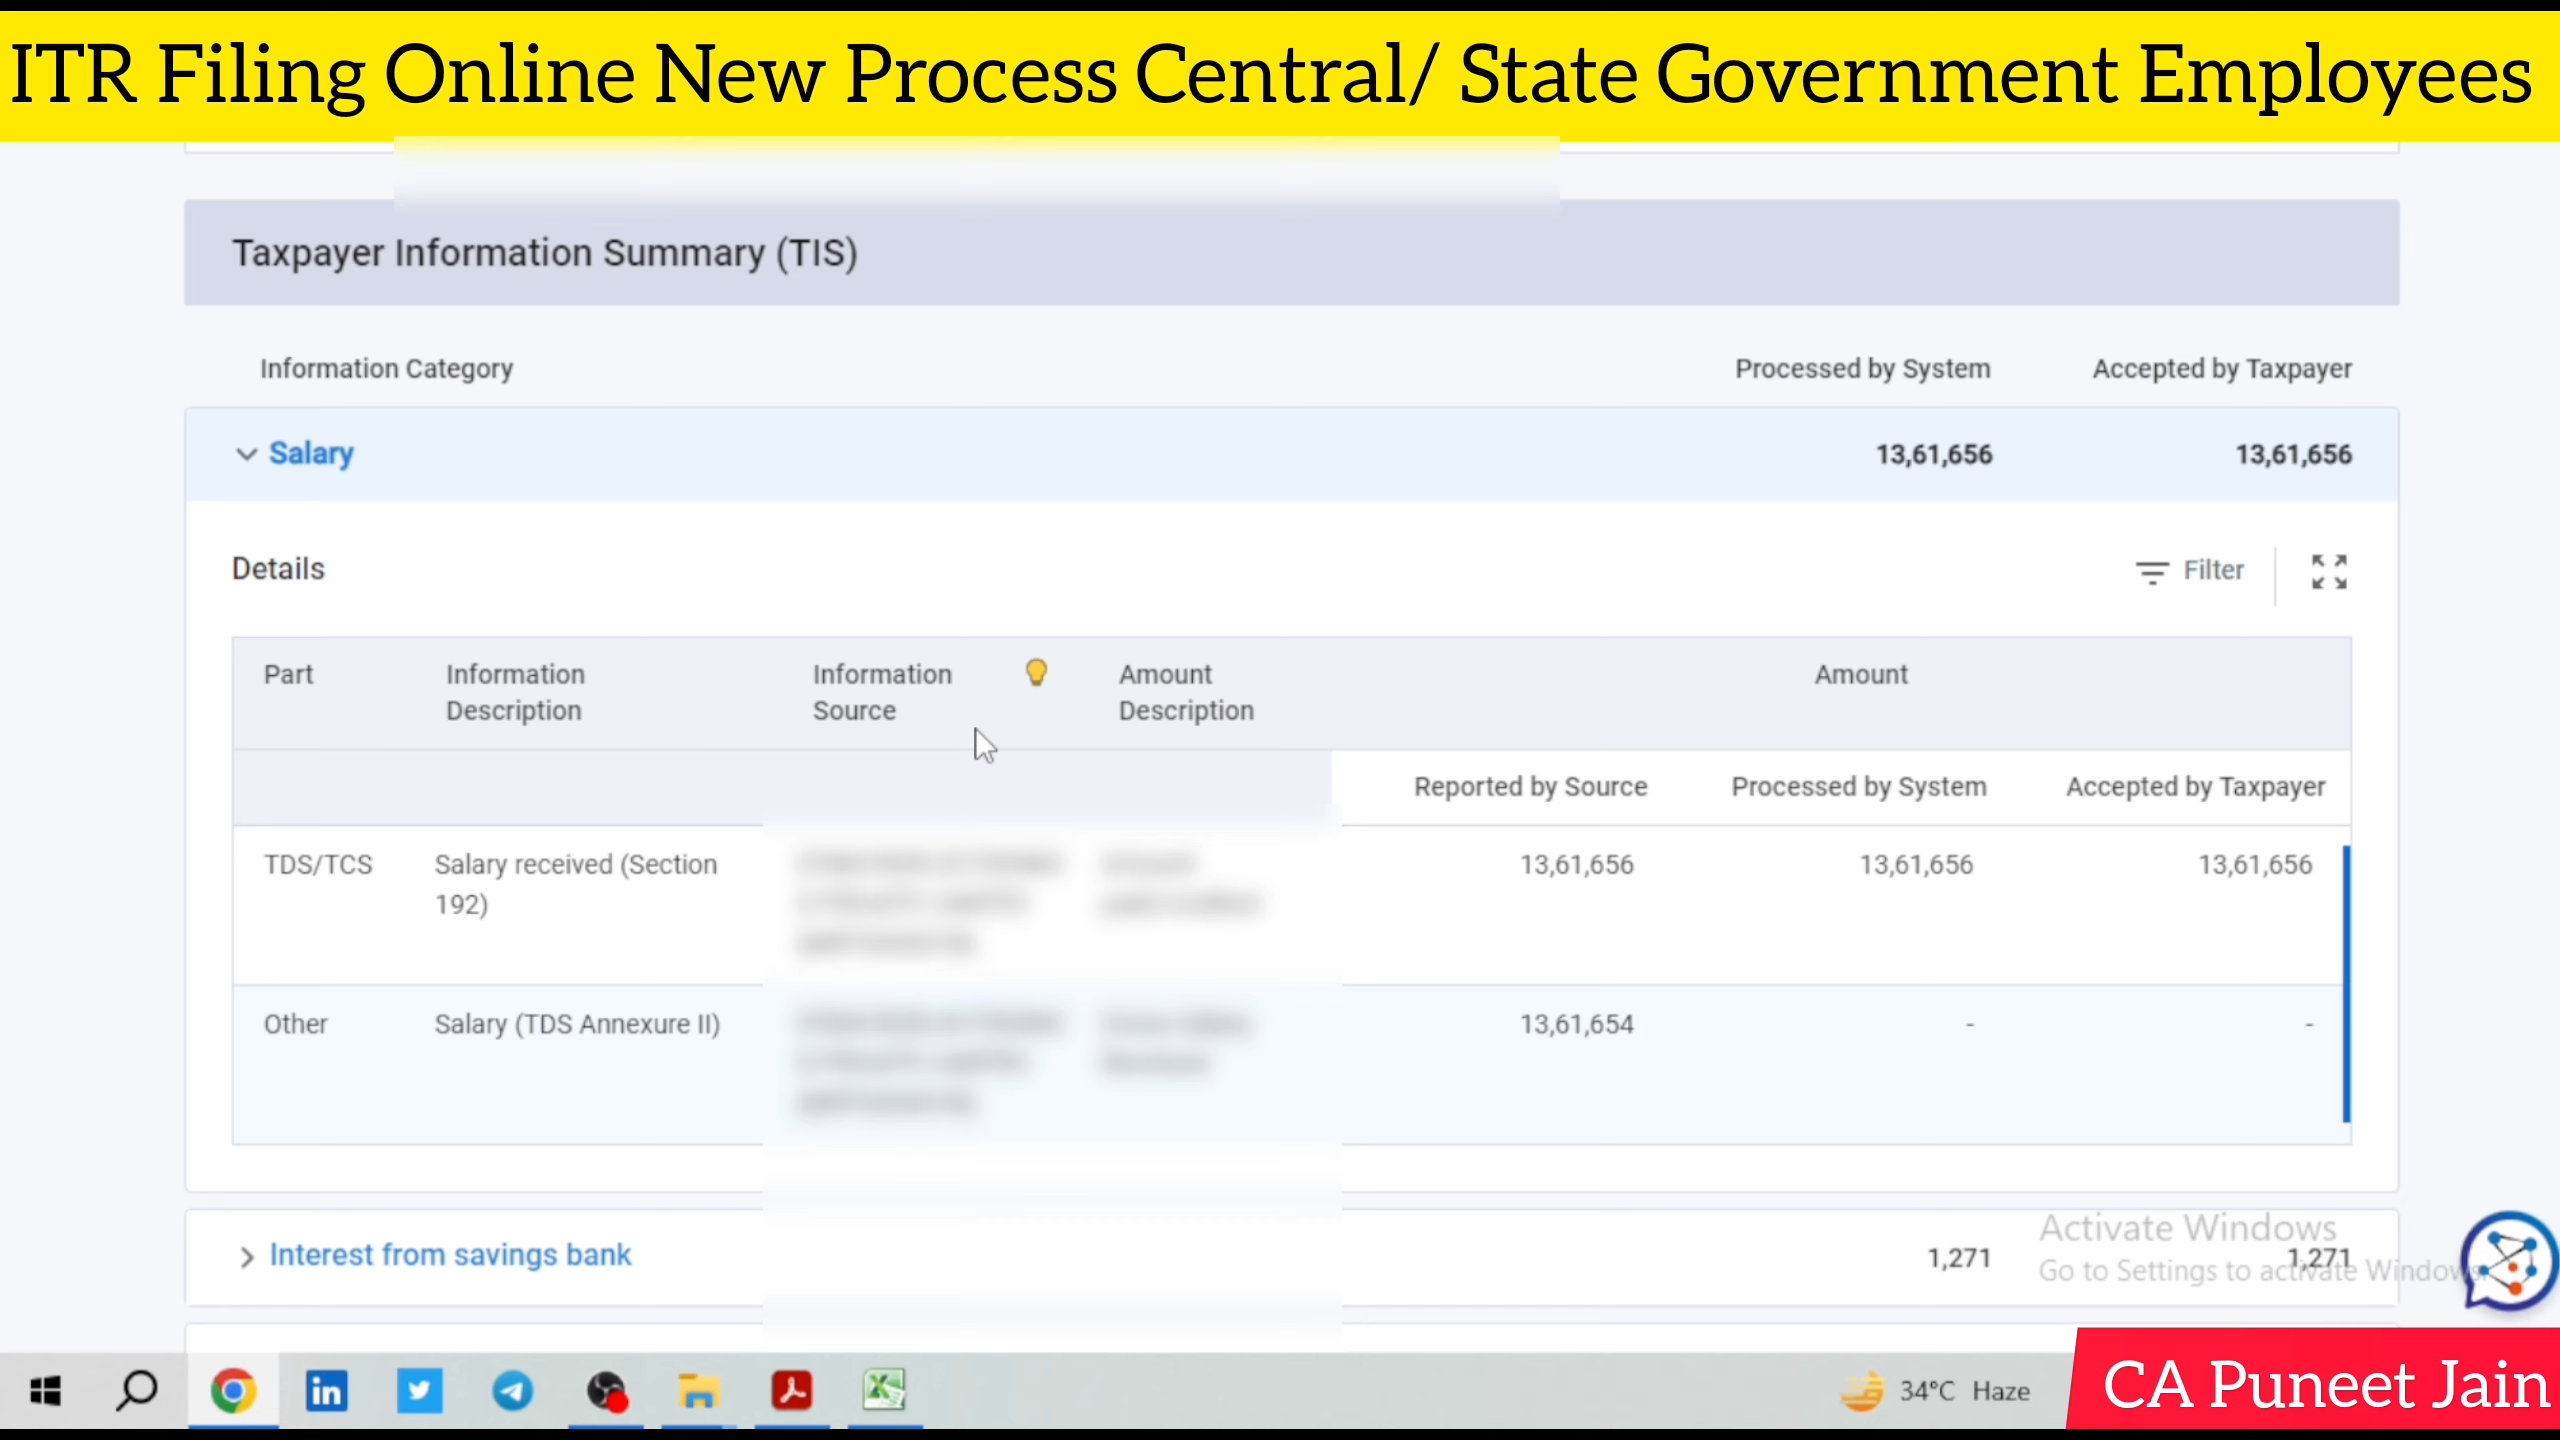 ITR Filing Online New Process Central/ State Government Employees
Taxpayer Information Summary (TIS)
Information Category Processed by System Accepted by Taxpayer
Salary 13,61,656 13,61,656
Details Filter
Part Information Information Amount Amount
Description Source Description
Reported by Source Processed by System Accepted by Taxpayer
TDS/TCS Salary received (Section 13,61,656 13,61,656 13,61,656
192)
Other Salary (TDS Annexure II) 13,61,654 - -
Interest from savings bank 1,271 1,271
Activate Windows
Go to Settings to activate Windows.
34°C Haze
CA Puneet Jain